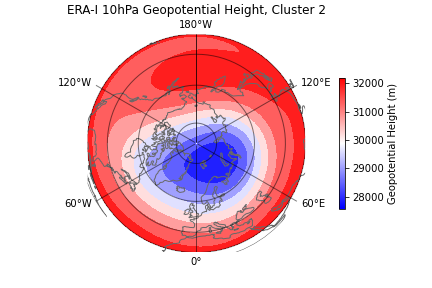 ERA-I 10hPa Geopotential Height, Cluster 2
180°W
120°W
120°E
60°W
60°E
0°
32000
31000
30000
29000
28000
Geopotential Height (m)